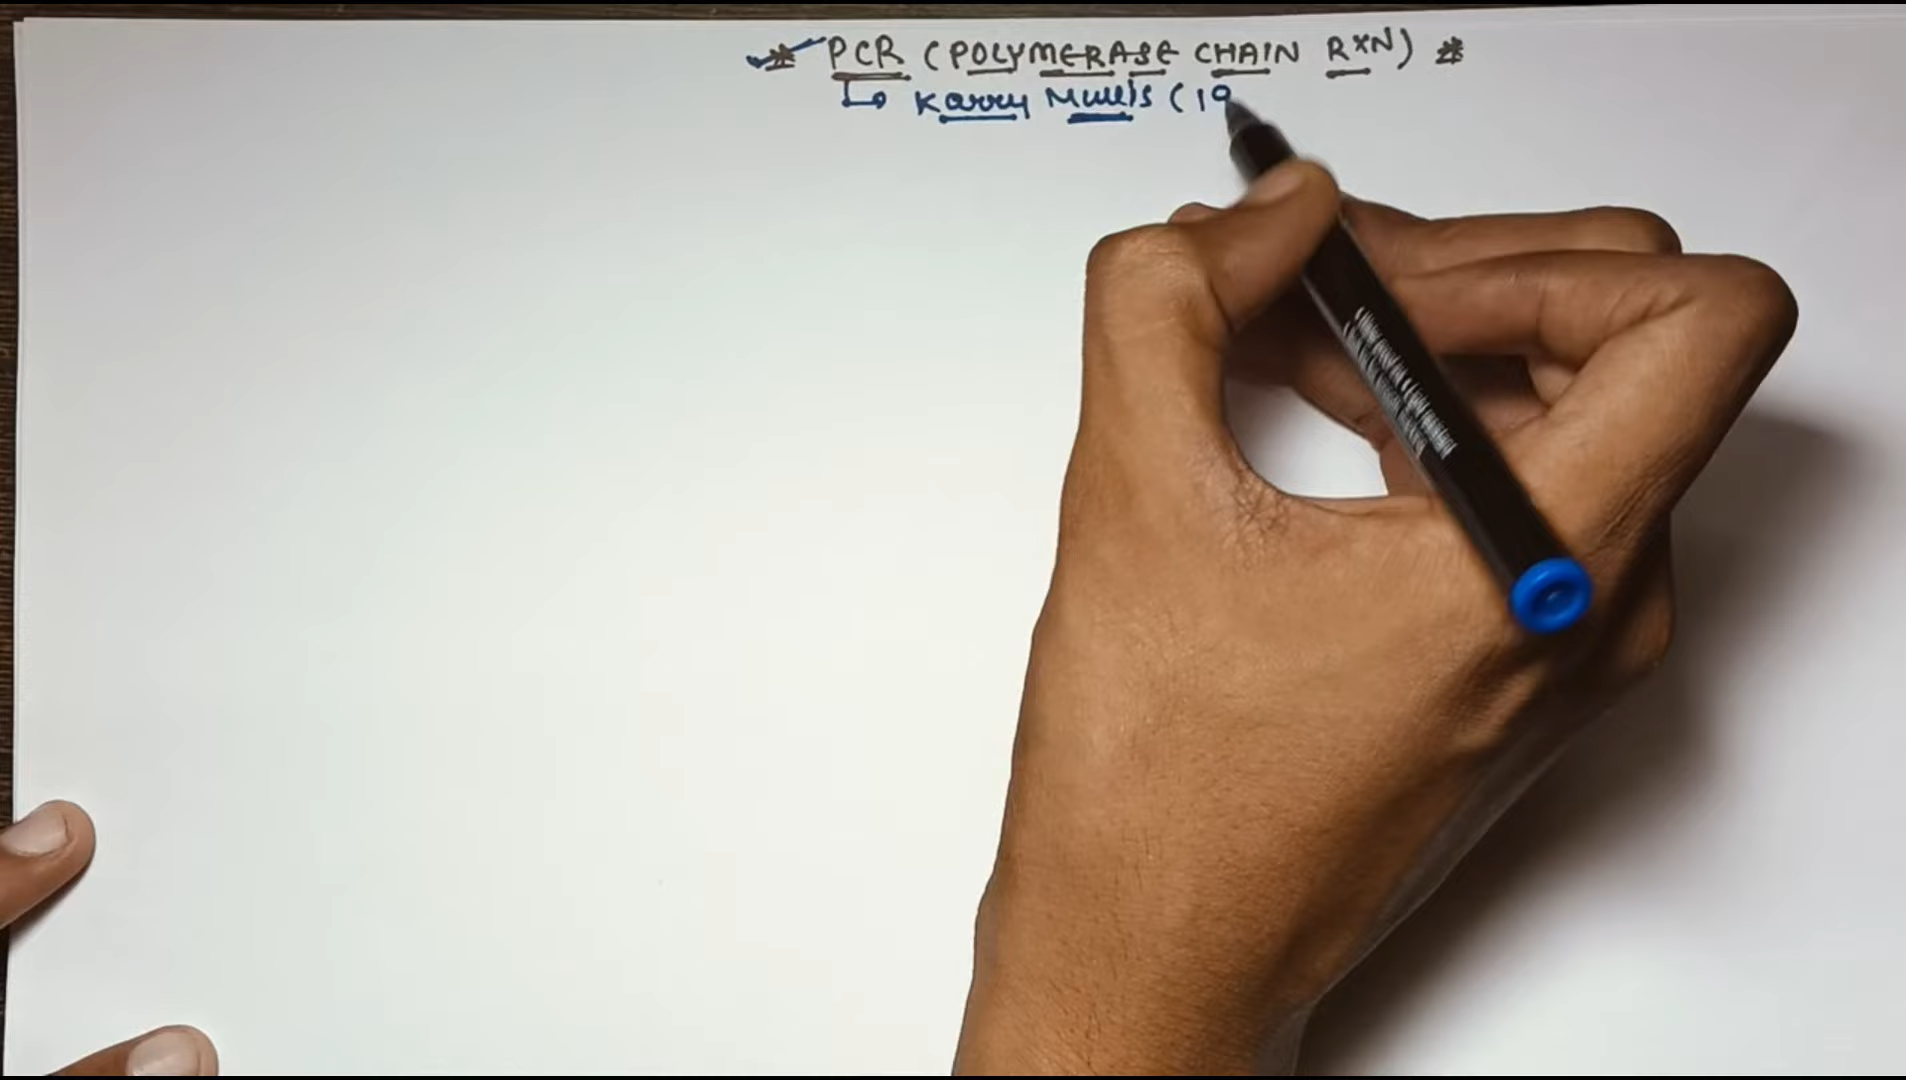 * PCR (POLYMERASE CHAIN RXN) *
↳ Karry Mullis (19